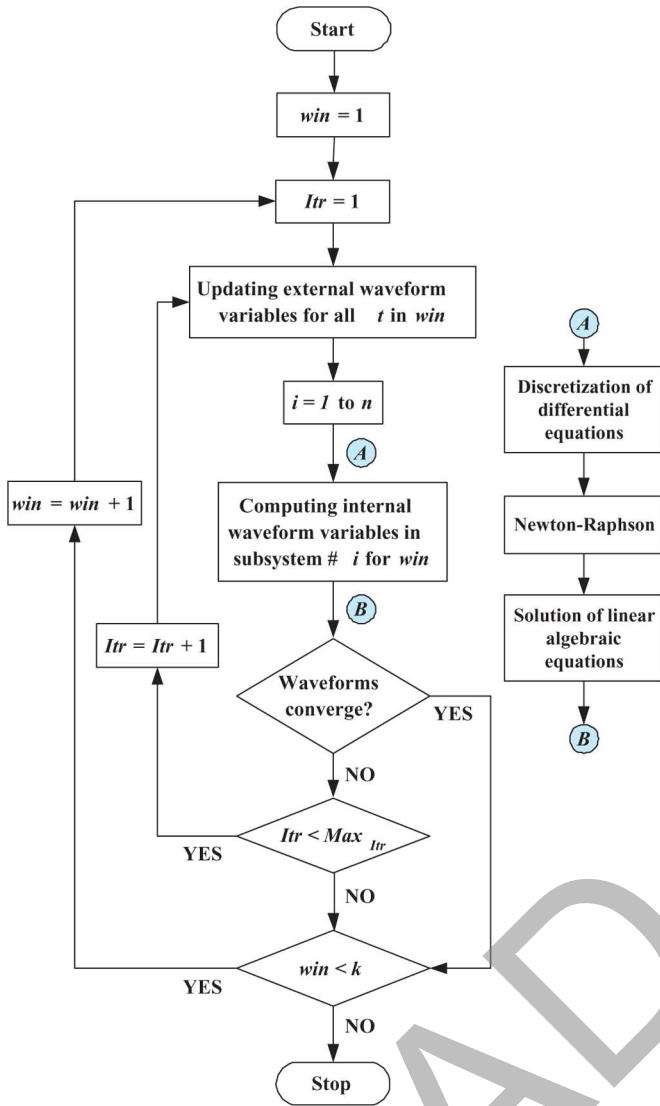 Start
win = 1
Itr = 1
Updating external waveform
variables for all t in win
i = 1 to n
A
Computing internal
waveform variables in
subsystem # i for win
B
win = win + 1
Itr = Itr + 1
Waveforms
converge?
YES
NO
Itr < Max Itr
YES
NO
win < k
YES
NO
Stop
A
Discretization of
differential
equations
Newton-Raphson
Solution of linear
algebraic
equations
B
AD